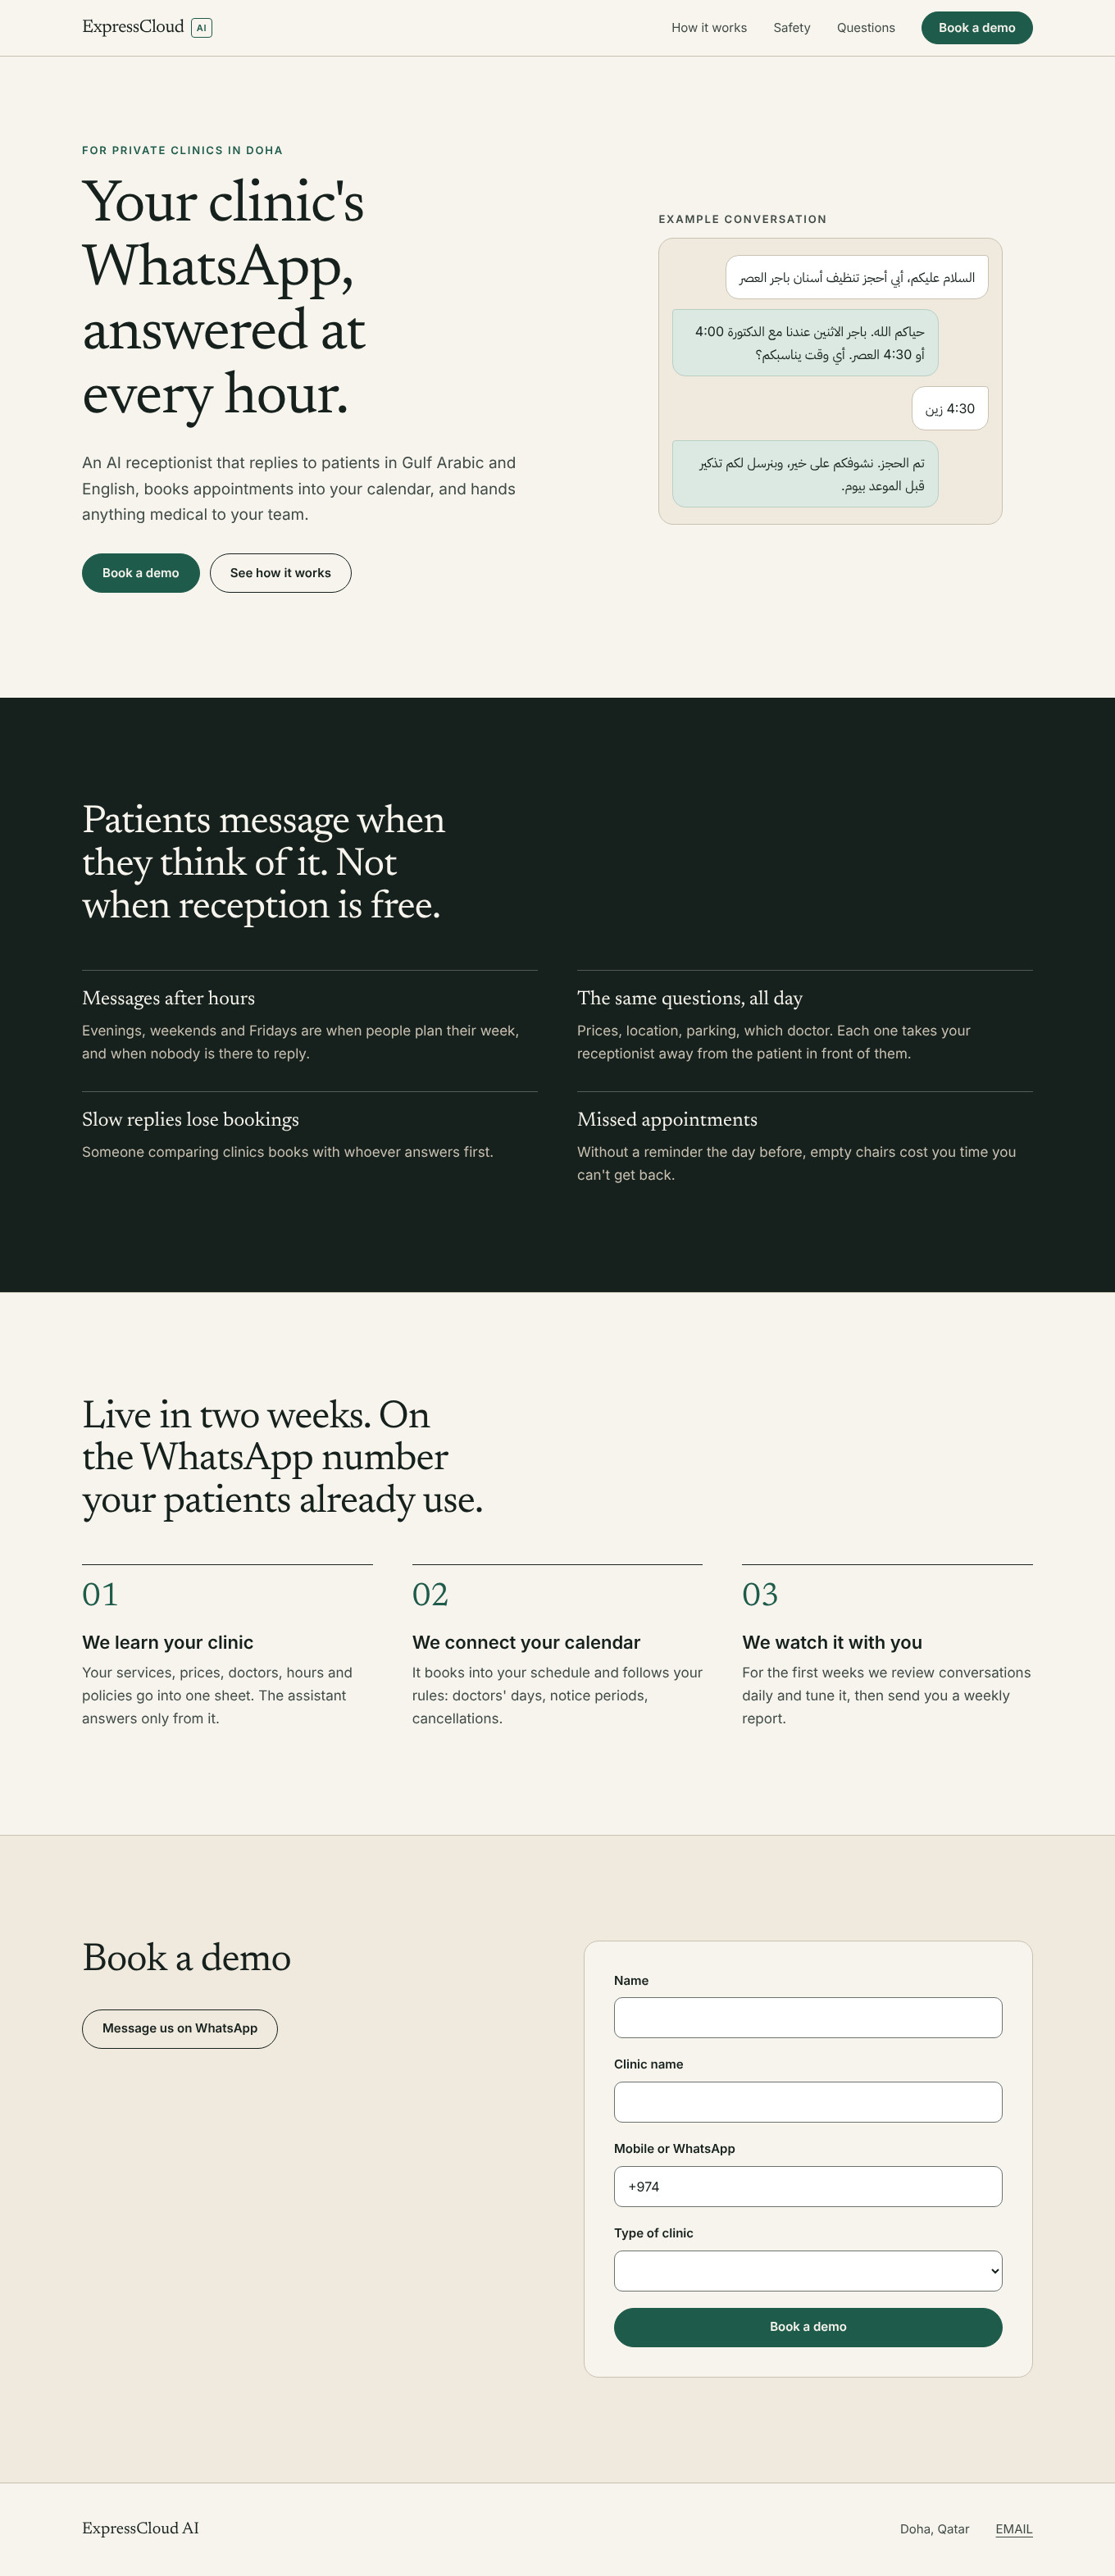 ExpressCloud AI
How it works Safety Questions Book a demo
FOR PRIVATE CLINICS IN DOHA
Your clinic's
WhatsApp,
answered at
every hour.
An AI receptionist that replies to patients in Gulf Arabic and
English, books appointments into your calendar, and hands
anything medical to your team.
Book a demo See how it works
EXAMPLE CONVERSATION
السلام عليكم، أبي أحجز تنظيف أسنان باجر العصر
حياكم الله. باجر الاثنين عندنا مع الدكتورة 4:00
أو 4:30 العصر. أي وقت يناسبكم؟
4:30 زين
تم الحجز. نشوفكم على خير، وبنرسل لكم تذكير
قبل الموعد بيوم.
Patients message when
they think of it. Not
when reception is free.
Messages after hours
Evenings, weekends and Fridays are when people plan their week,
and when nobody is there to reply.
The same questions, all day
Prices, location, parking, which doctor. Each one takes your
receptionist away from the patient in front of them.
Slow replies lose bookings
Someone comparing clinics books with whoever answers first.
Missed appointments
Without a reminder the day before, empty chairs cost you time you
can't get back.
Live in two weeks. On
the WhatsApp number
your patients already use.
01
We learn your clinic
Your services, prices, doctors, hours and
policies go into one sheet. The assistant
answers only from it.
02
We connect your calendar
It books into your schedule and follows your
rules: doctors' days, notice periods,
cancellations.
03
We watch it with you
For the first weeks we review conversations
daily and tune it, then send you a weekly
report.
Book a demo
Message us on WhatsApp
Name
Clinic name
Mobile or WhatsApp
+974
Type of clinic
Book a demo
ExpressCloud AI
Doha, Qatar EMAIL